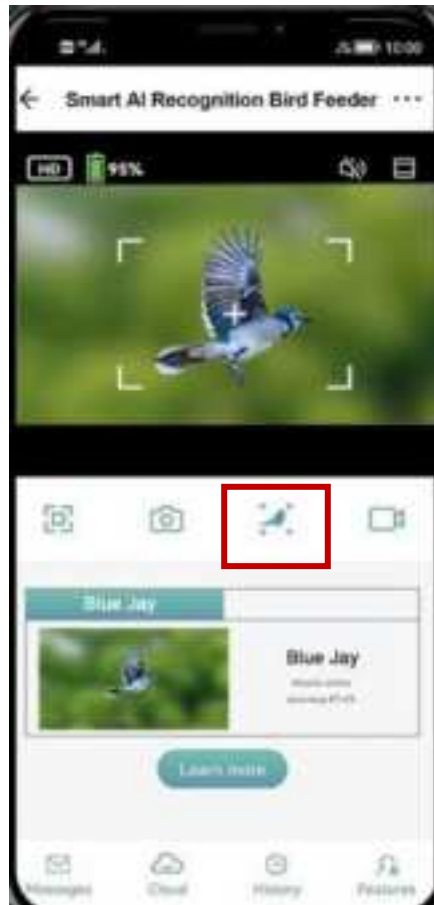 10:00
Smart AI Recognition Bird Feeder
HD 95%
Blue Jay
Blue Jay
Learn more
Messages Cloud History Features